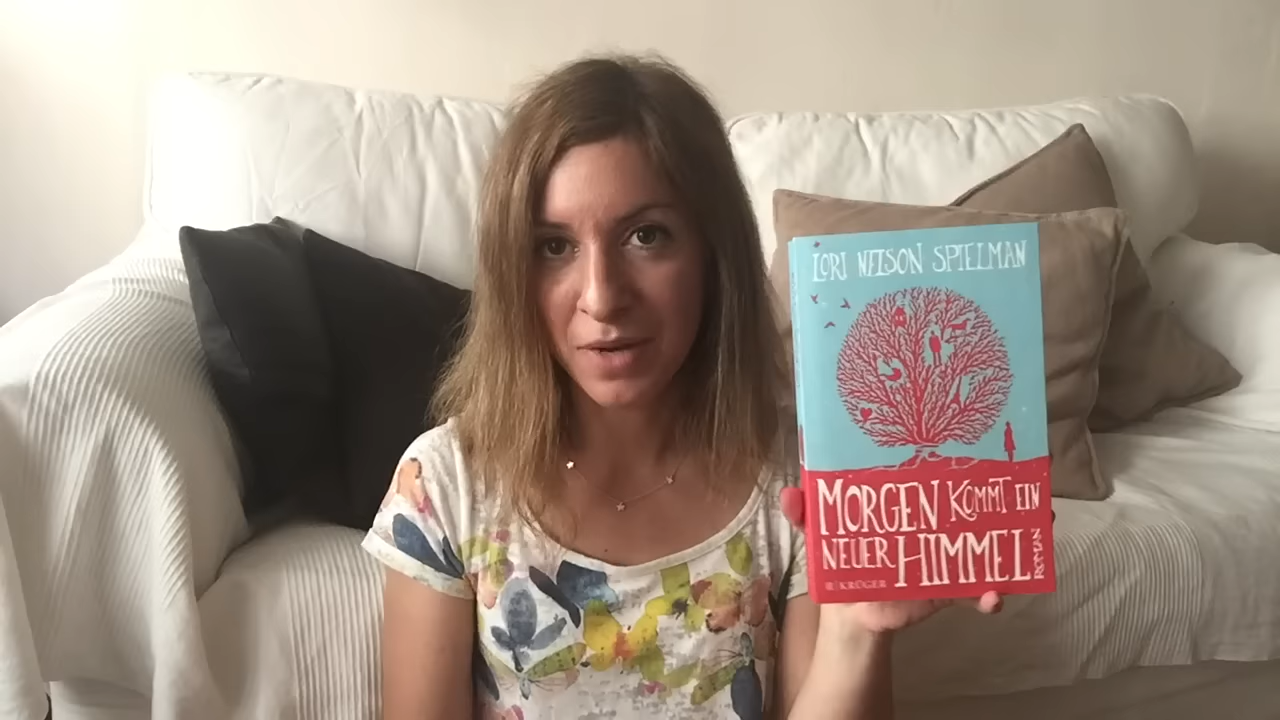 LORI NELSON SPIELMAN
MORGEN KOMMT EIN
NEUER HIMMEL
ROMAN
KRÜGER